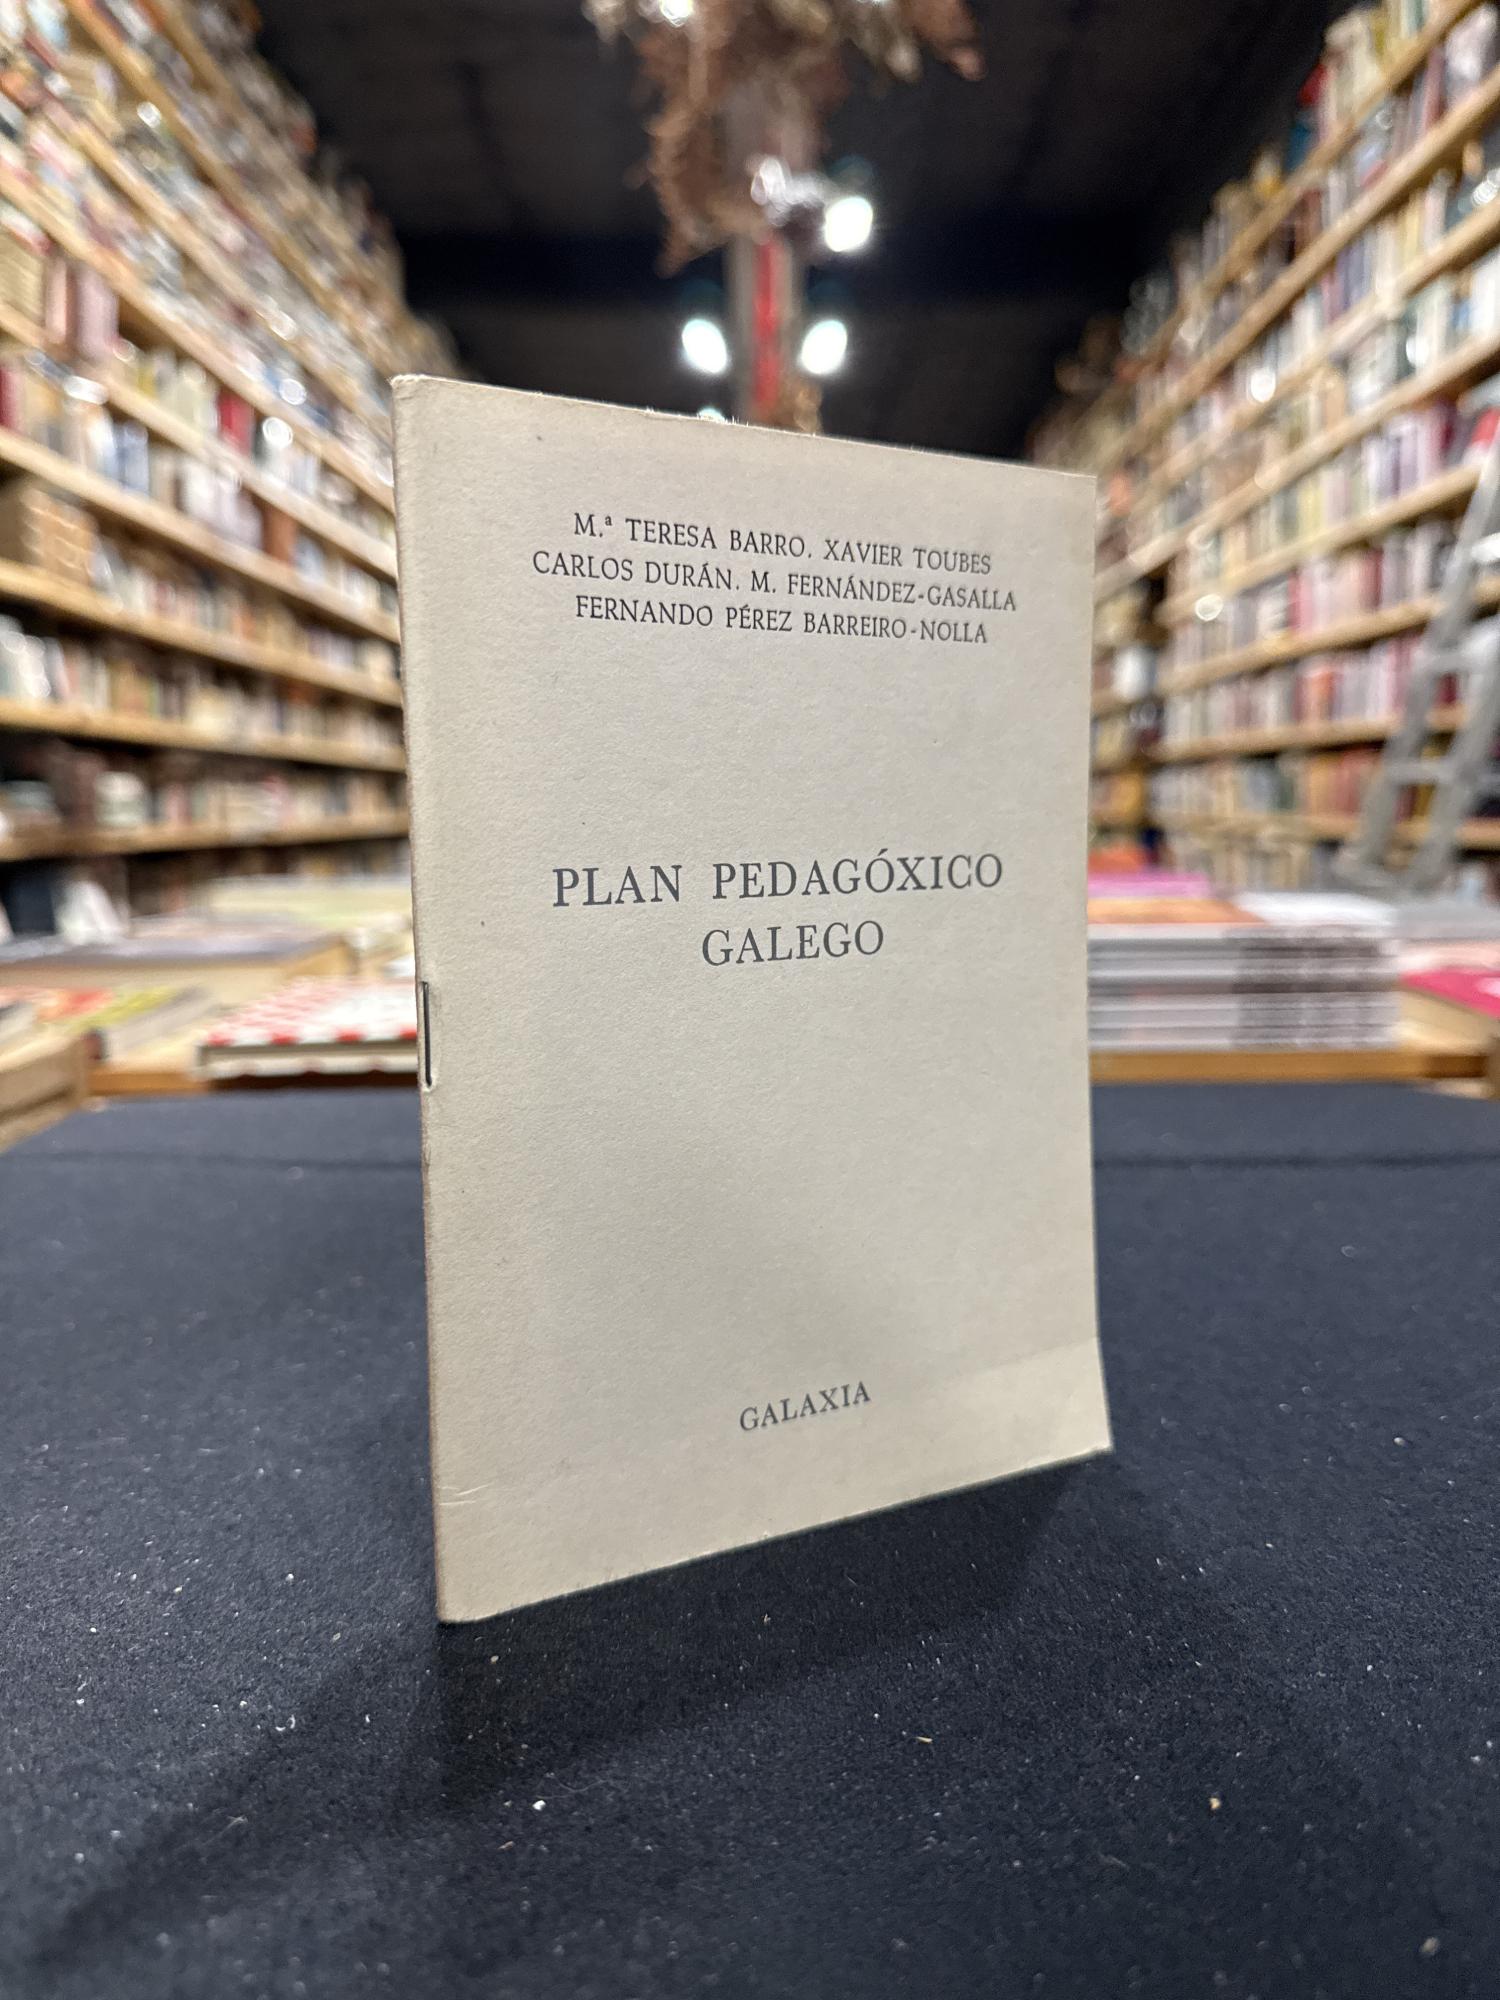 M.ª TERESA BARRO. XAVIER TOUBES
CARLOS DURÁN. M. FERNÁNDEZ-GASALLA
FERNANDO PÉREZ BARREIRO-NOLLA
PLAN PEDAGÓXICO
GALEGO
GALAXIA